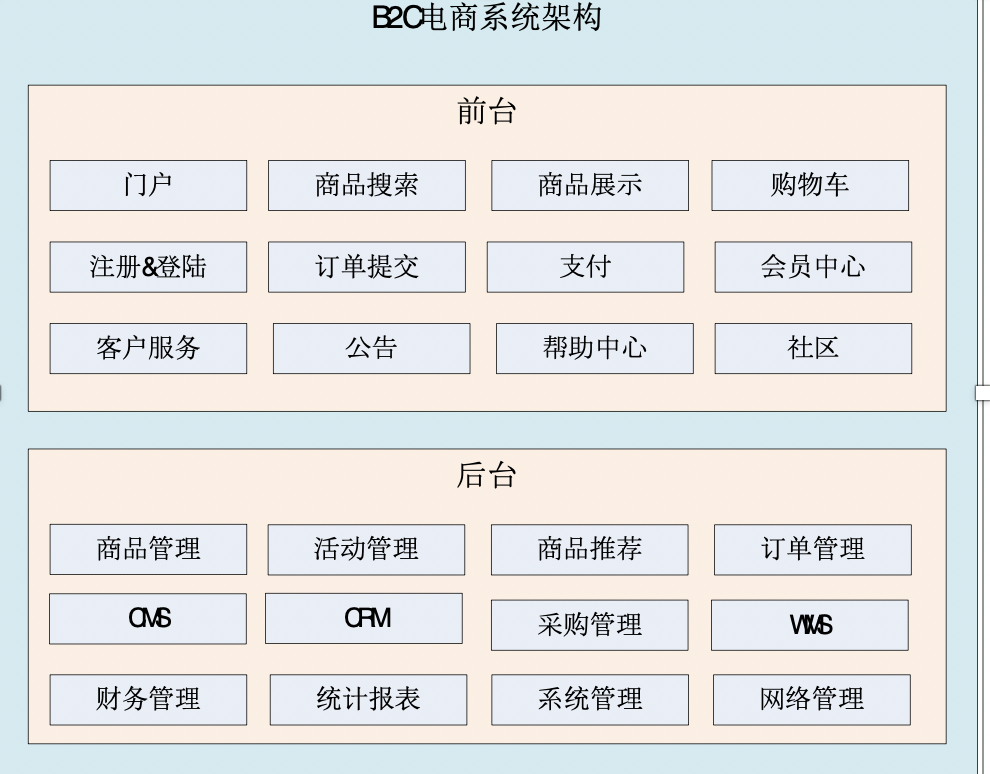 B2C电商系统架构
前台
门户 商品搜索 商品展示 购物车
注册&登陆 订单提交 支付 会员中心
客户服务 公告 帮助中心 社区
后台
商品管理 活动管理 商品推荐 订单管理
CMS CRM 采购管理 WMS
财务管理 统计报表 系统管理 网络管理